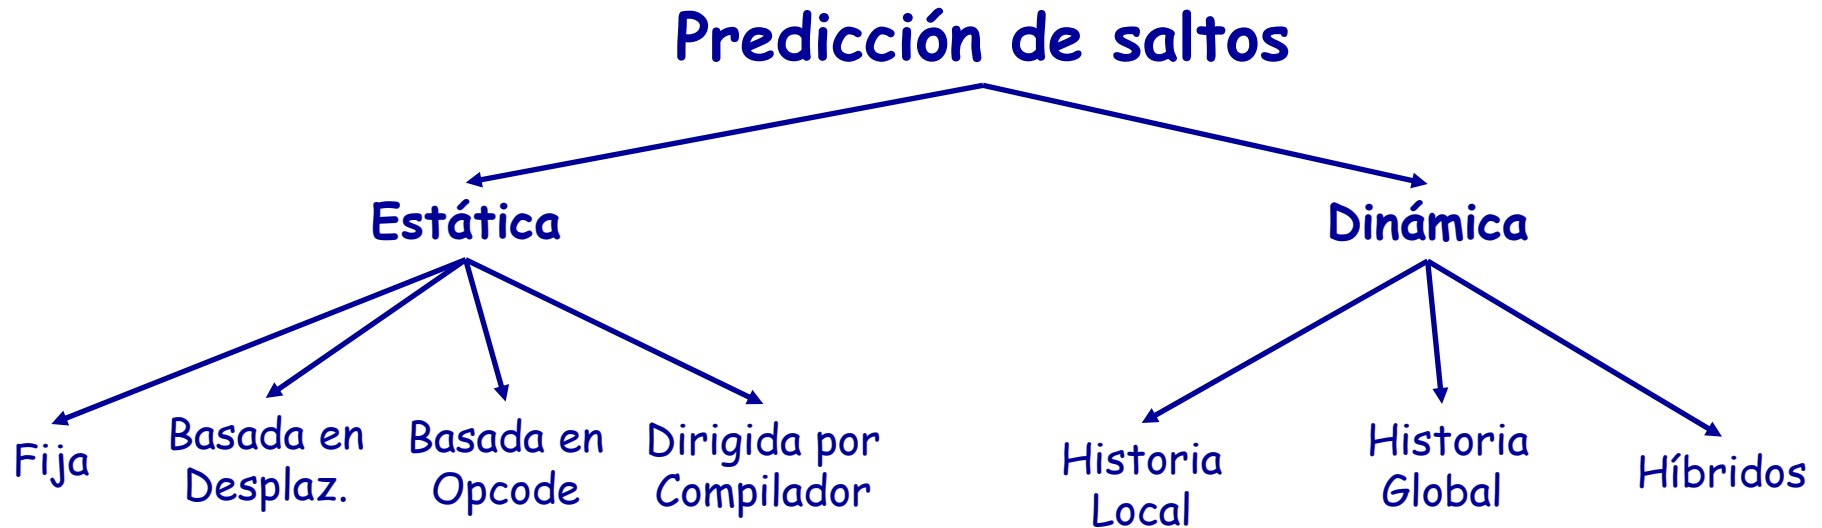 Predicción de saltos
Estática
Dinámica
Fija
Basada en
Desplaz.
Basada en
Opcode
Dirigida por
Compilador
Historia
Local
Historia
Global
Híbridos